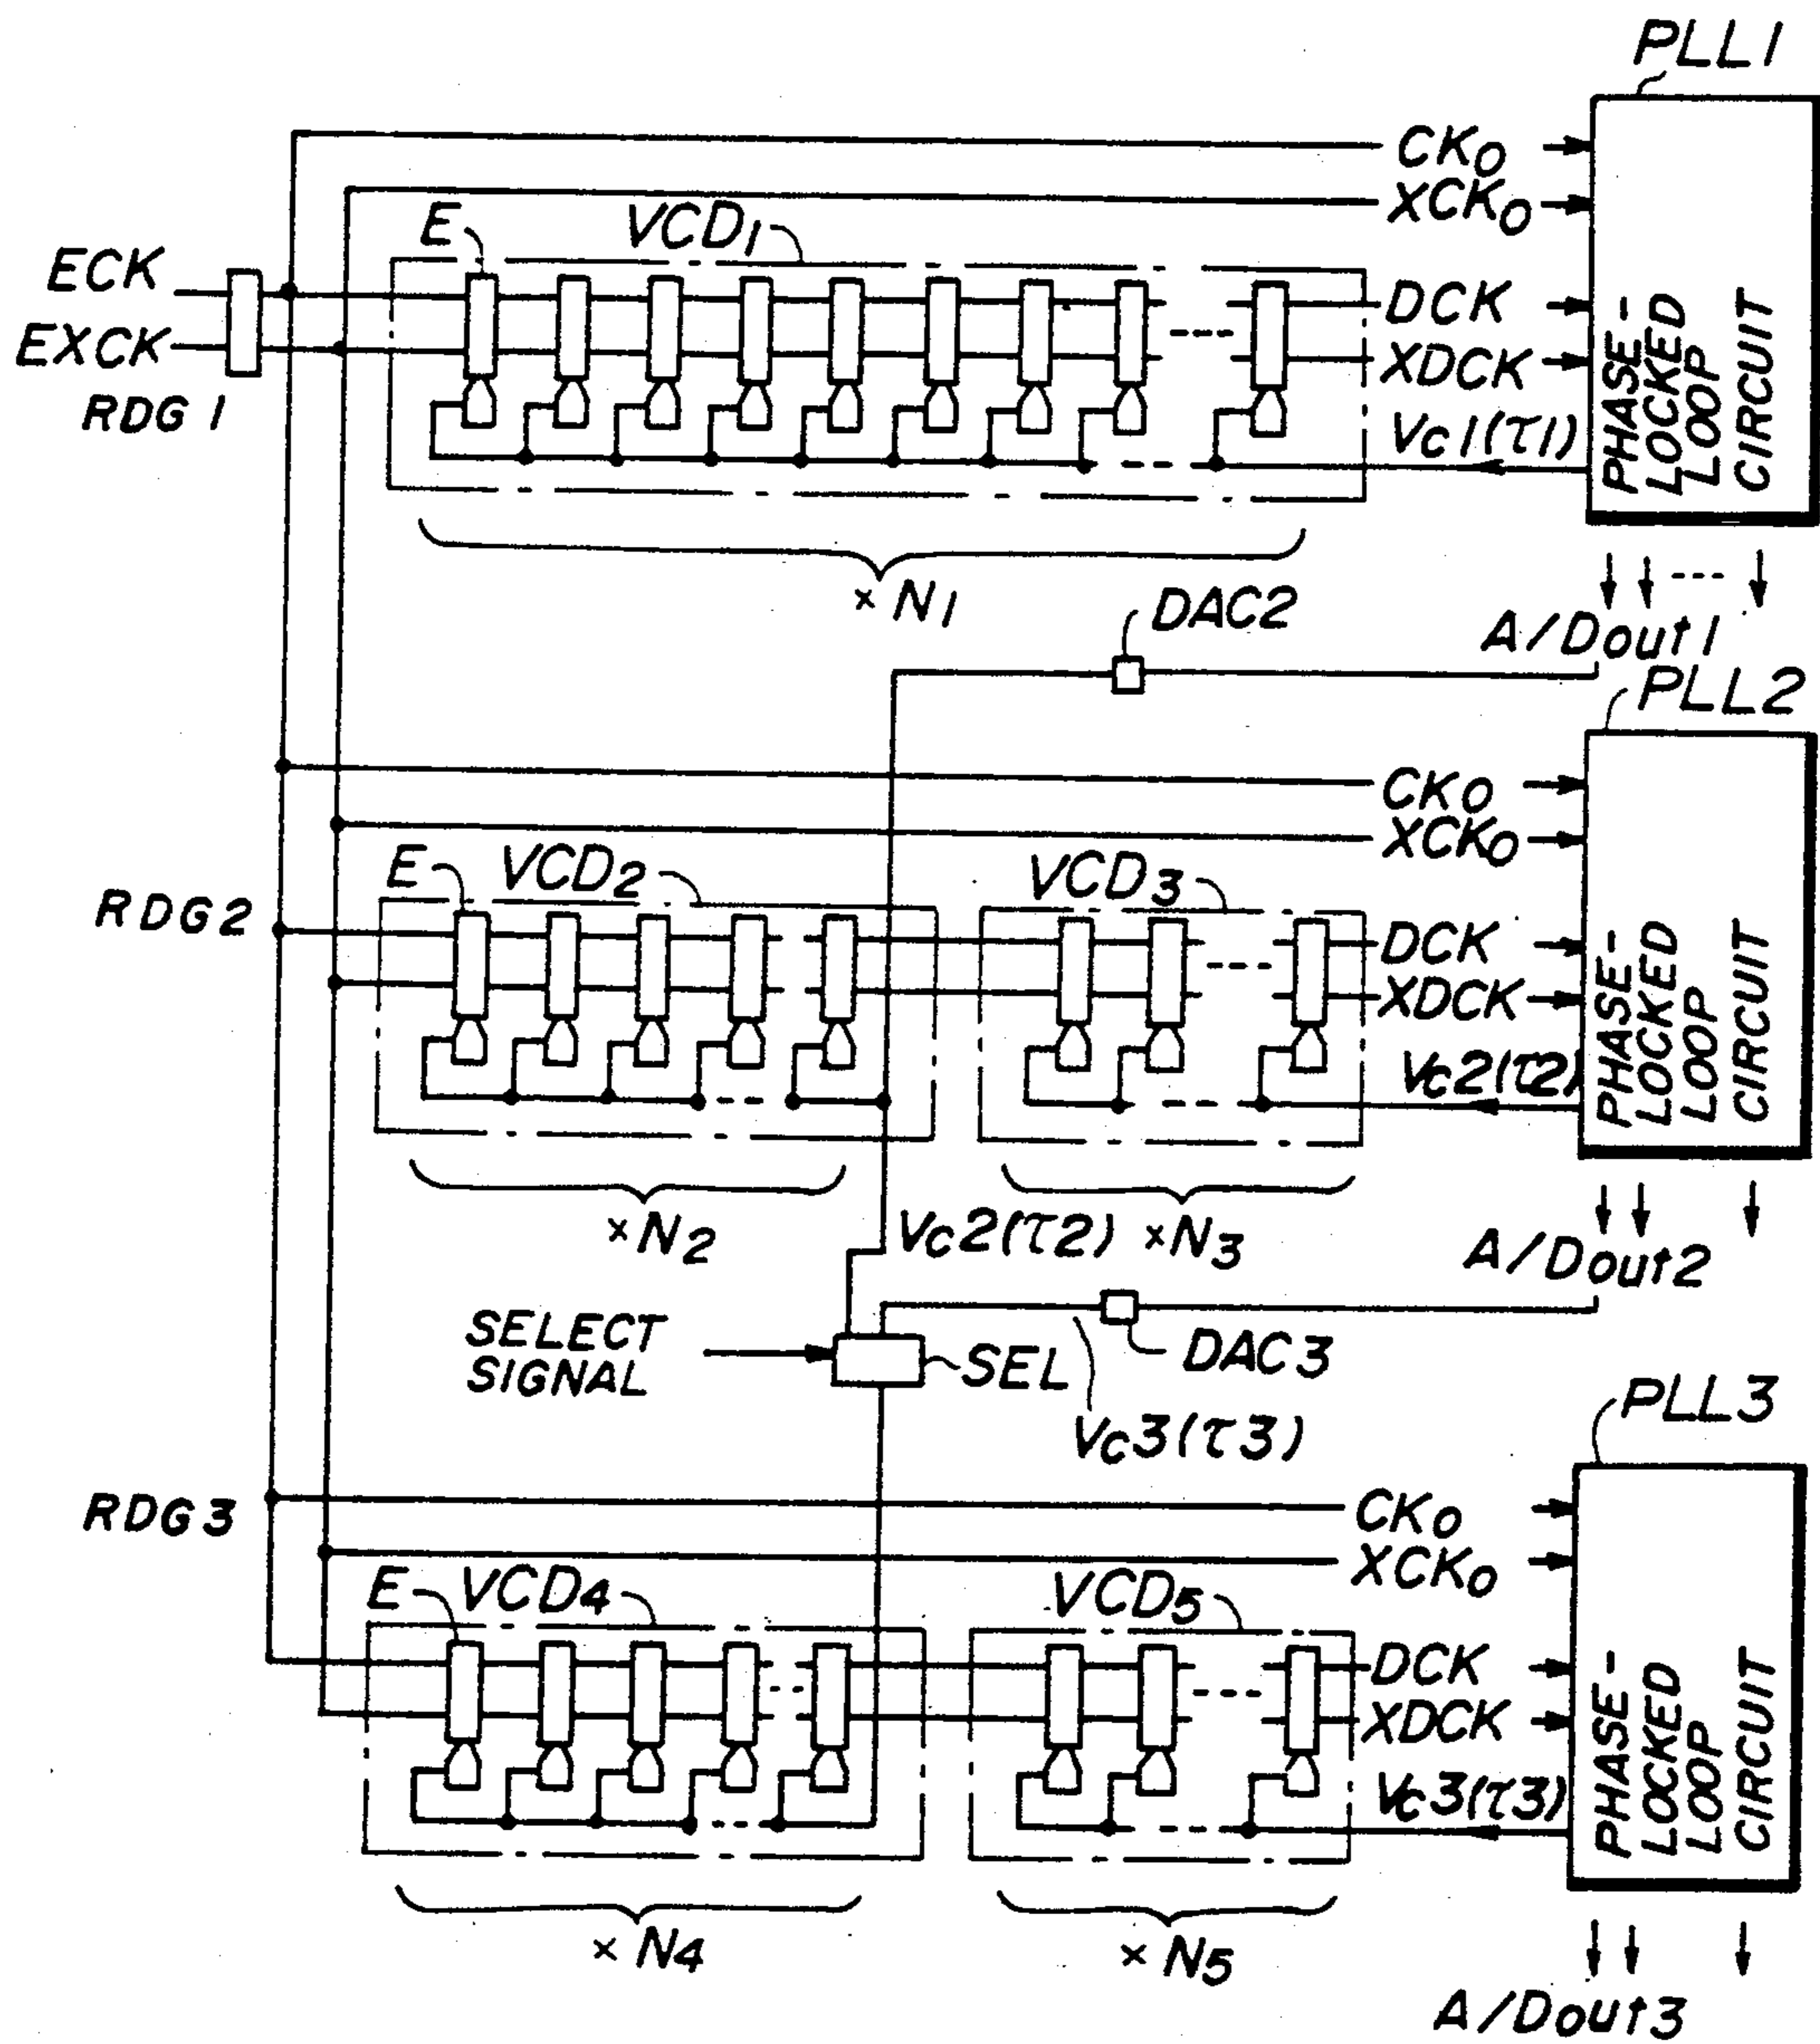 PLL1
CK0
XCK0
E
VCD1
ECK
EXCK
RDG1
DCK
XDCK
Vc1(τ1)
PHASE-
LOCKED
LOOP
CIRCUIT
×N1
DAC2
A/Dout1
PLL2
CK0
XCK0
RDG2
E
VCD2
VCD3
DCK
XDCK
Vc2(τ2)
PHASE-
LOCKED
LOOP
CIRCUIT
×N2
Vc2(τ2)
×N3
A/Dout2
SELECT
SIGNAL
SEL
DAC3
Vc3(τ3)
PLL3
RDG3
CK0
XCK0
E
VCD4
VCD5
DCK
XDCK
Vc3(τ3)
PHASE-
LOCKED
LOOP
CIRCUIT
×N4
×N5
A/Dout3